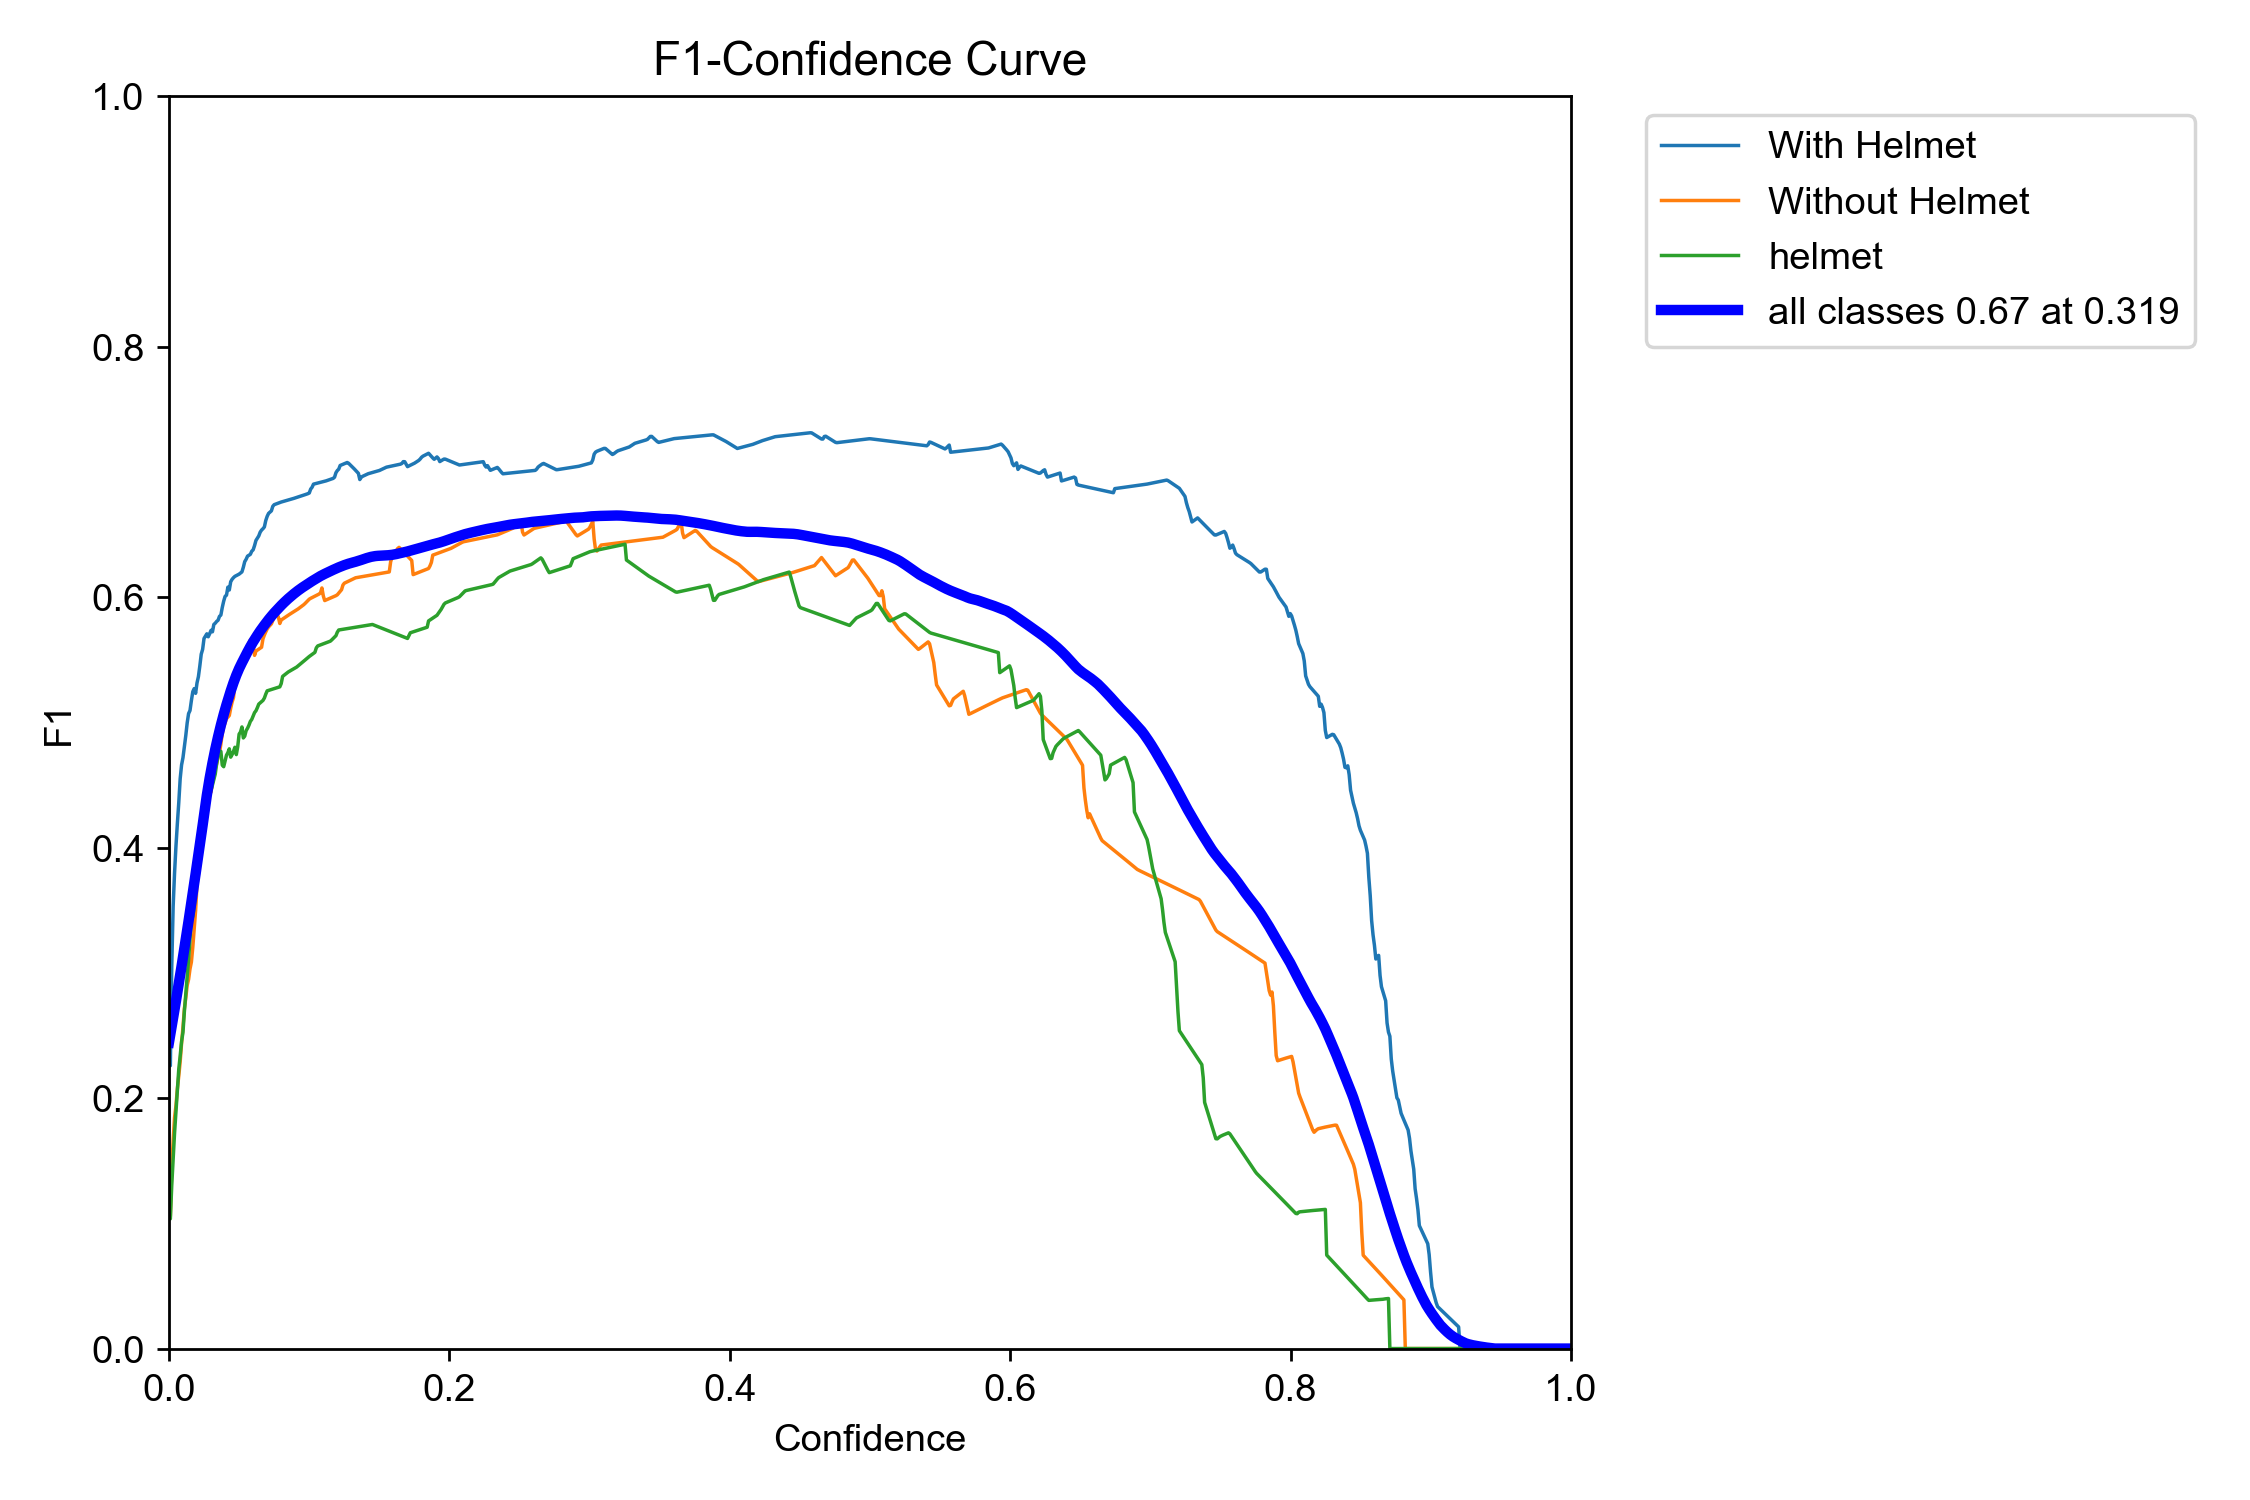 F1-Confidence Curve
1.0
0.8
0.6
0.4
0.2
0.0
F1
0.0 0.2 0.4 0.6 0.8 1.0
Confidence
With Helmet
Without Helmet
helmet
all classes 0.67 at 0.319